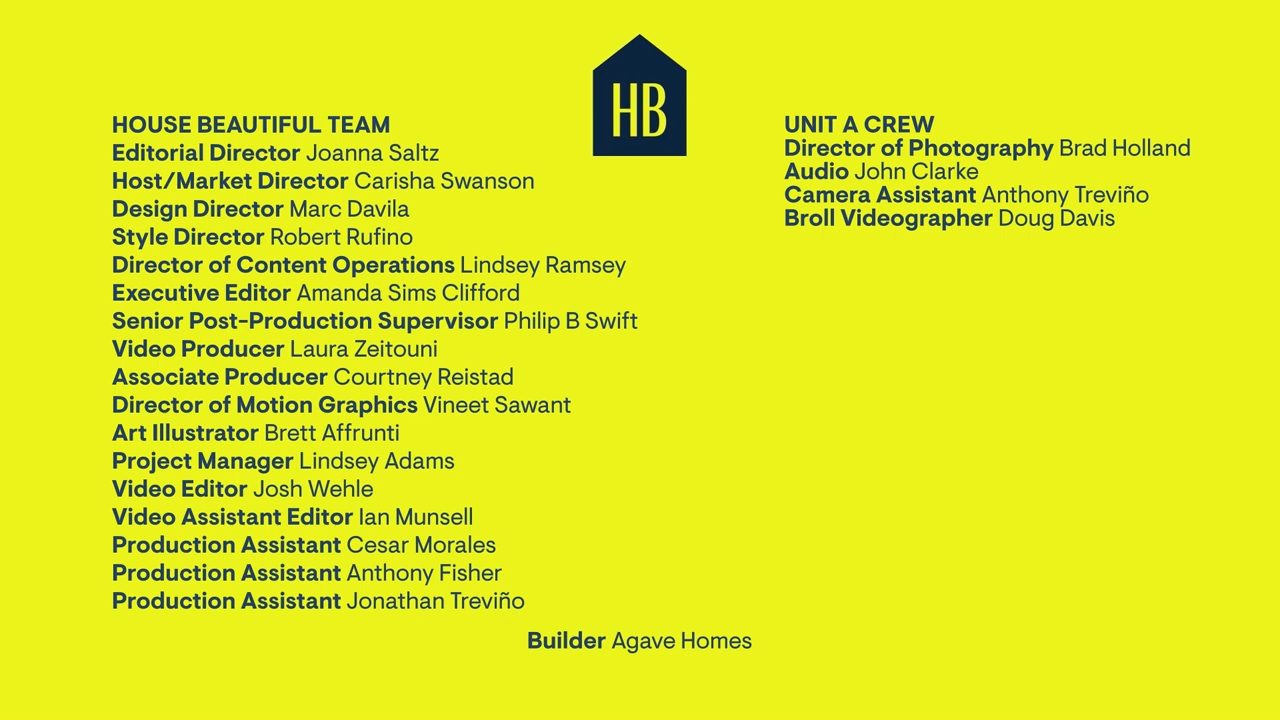 HB
HOUSE BEAUTIFUL TEAM
Editorial Director Joanna Saltz
Host/Market Director Carisha Swanson
Design Director Marc Davila
Style Director Robert Rufino
Director of Content Operations Lindsey Ramsey
Executive Editor Amanda Sims Clifford
Senior Post-Production Supervisor Philip B Swift
Video Producer Laura Zeitouni
Associate Producer Courtney Reistad
Director of Motion Graphics Vineet Sawant
Art Illustrator Brett Affrunti
Project Manager Lindsey Adams
Video Editor Josh Wehle
Video Assistant Editor Ian Munsell
Production Assistant Cesar Morales
Production Assistant Anthony Fisher
Production Assistant Jonathan Treviño
UNIT A CREW
Director of Photography Brad Holland
Audio John Clarke
Camera Assistant Anthony Treviño
Broll Videographer Doug Davis
Builder Agave Homes